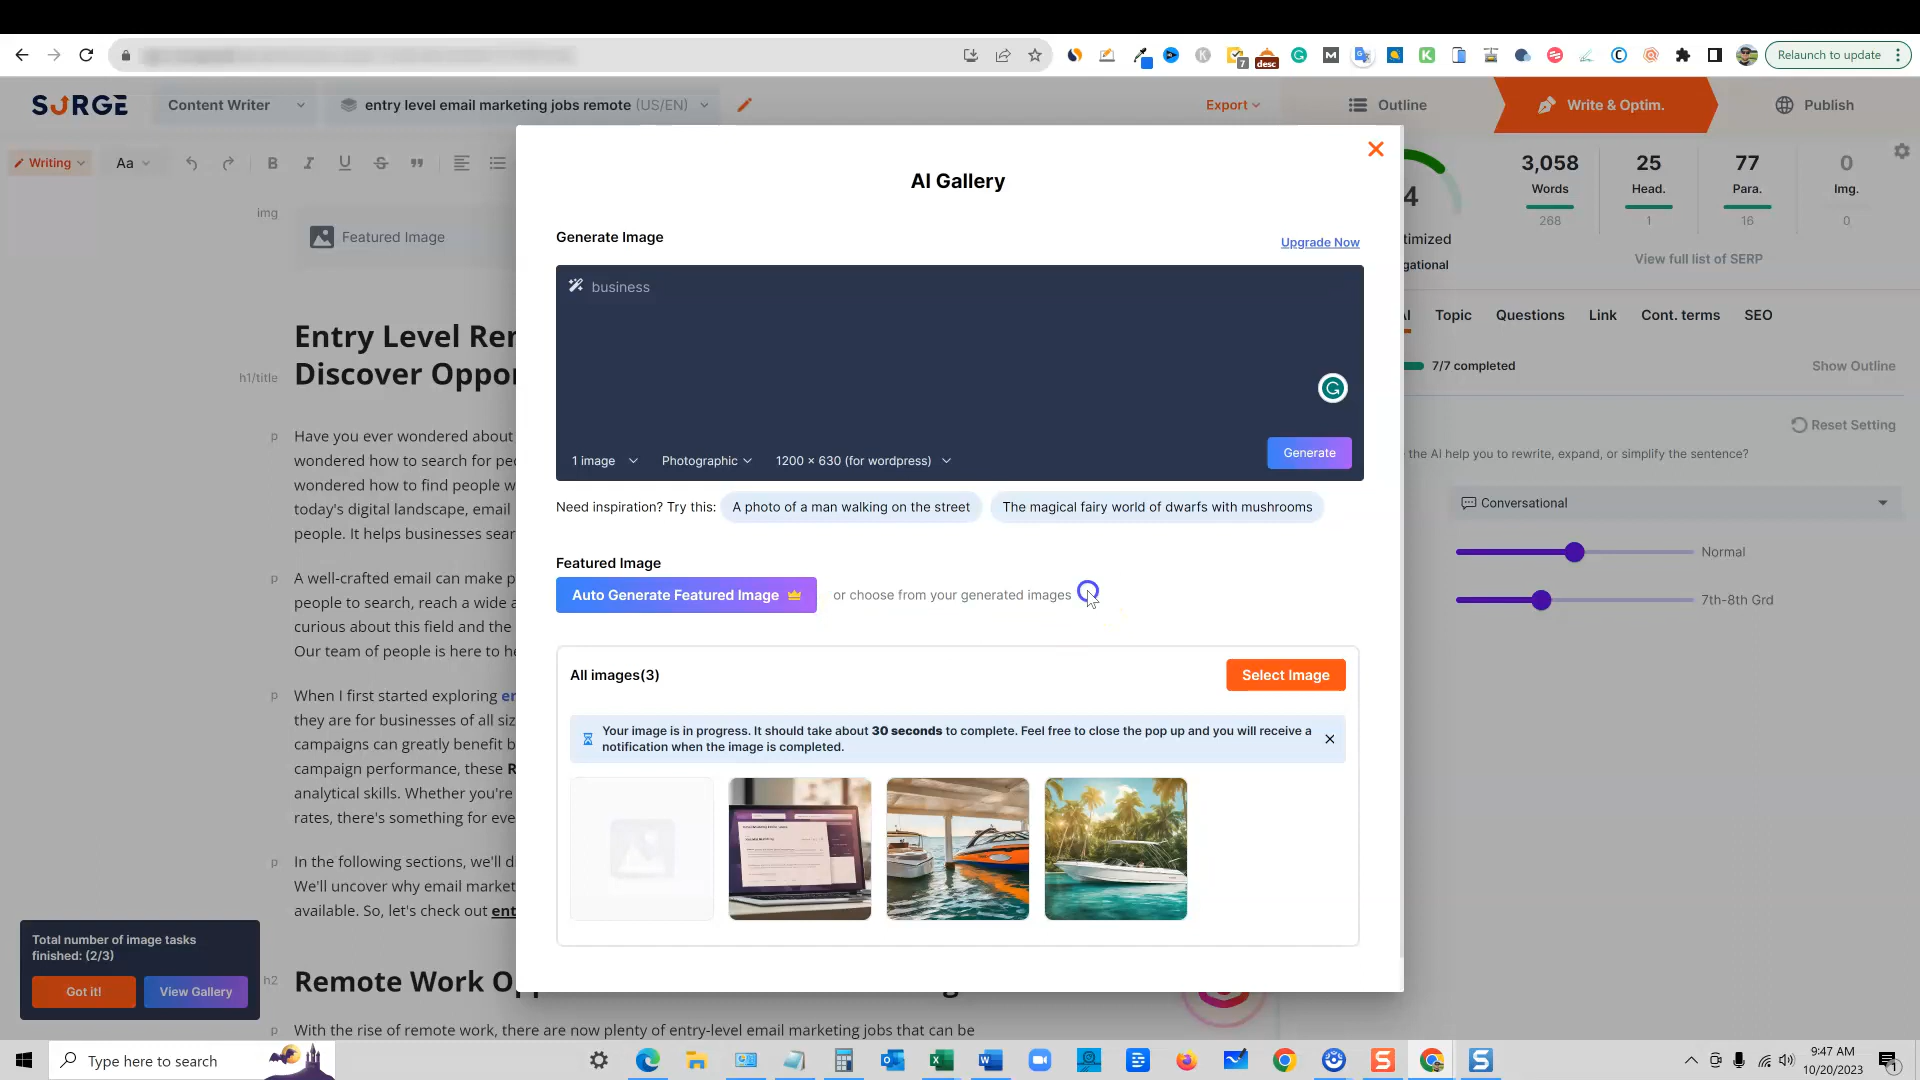 Relaunch to update
7
desc
SURGE
Content Writer
entry level email marketing jobs remote (US/EN)
Export
Outline
Write & Optim.
Publish
Writing
Aa
B
I
U
S
AI Gallery
Generate Image
Upgrade Now
business
1 image
Photographic
1200 × 630 (for wordpress)
Generate
Need inspiration? Try this:
A photo of a man walking on the street
The magical fairy world of dwarfs with mushrooms
Featured Image
Auto Generate Featured Image
or choose from your generated images
All images(3)
Select Image
Your image is in progress. It should take about 30 seconds to complete. Feel free to close the pop up and you will receive a
notification when the image is completed.
img
Featured Image
h1/title
Entry Level Rem
Discover Oppor
p
Have you ever wondered about
wondered how to search for peo
wondered how to find people w
today's digital landscape, email
people. It helps businesses sear
p
A well-crafted email can make p
people to search, reach a wide a
curious about this field and the
Our team of people is here to he
p
When I first started exploring en
they are for businesses of all siz
campaigns can greatly benefit b
campaign performance, these R
analytical skills. Whether you're
rates, there's something for eve
p
In the following sections, we'll d
We'll uncover why email market
available. So, let's check out ent
h2
Remote Work Op
g
p
With the rise of remote work, there are now plenty of entry-level email marketing jobs that can be
Total number of image tasks
finished: (2/3)
Got it!
View Gallery
4
timized
gational
3,058
Words
268
25
Head.
1
77
Para.
16
0
Img.
0
View full list of SERP
AI
Topic
Questions
Link
Cont. terms
SEO
7/7 completed
Show Outline
Reset Setting
the AI help you to rewrite, expand, or simplify the sentence?
Conversational
Normal
7th-8th Grd
Type here to search
9:47 AM
10/20/2023
1